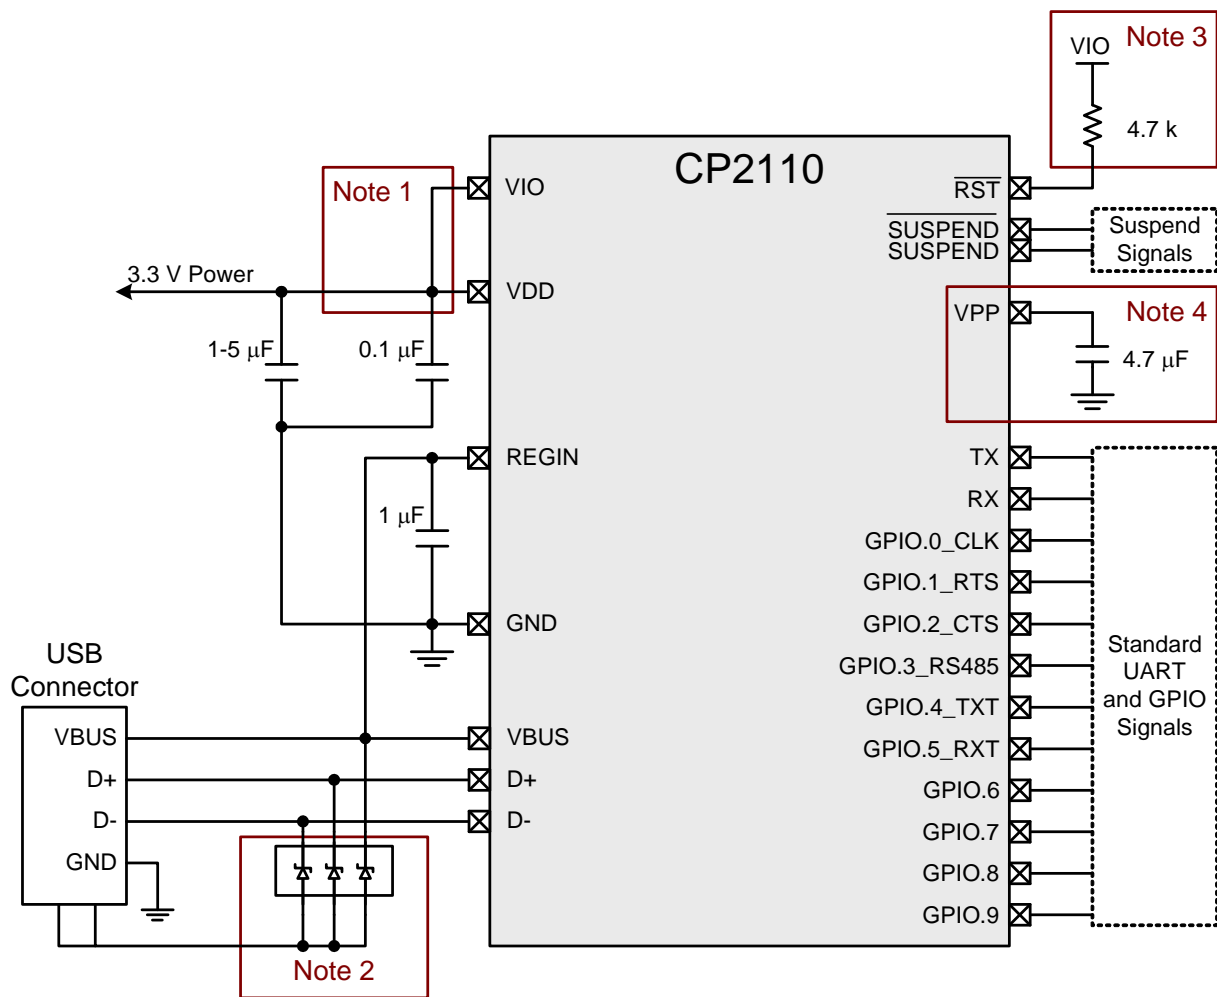 Note 3
VIO
4.7 k
CP2110
Note 1
VIO
RST
SUSPEND
SUSPEND
Suspend
Signals
3.3 V Power
VDD
VPP
Note 4
1-5 μF
0.1 μF
4.7 μF
REGIN
TX
RX
1 μF
GPIO.0_CLK
GPIO.1_RTS
GND
GPIO.2_CTS
USB
Connector
GPIO.3_RS485
Standard
UART
and GPIO
Signals
GPIO.4_TXT
VBUS
VBUS
GPIO.5_RXT
D+
D+
GPIO.6
D-
D-
GPIO.7
GND
GPIO.8
GPIO.9
Note 2